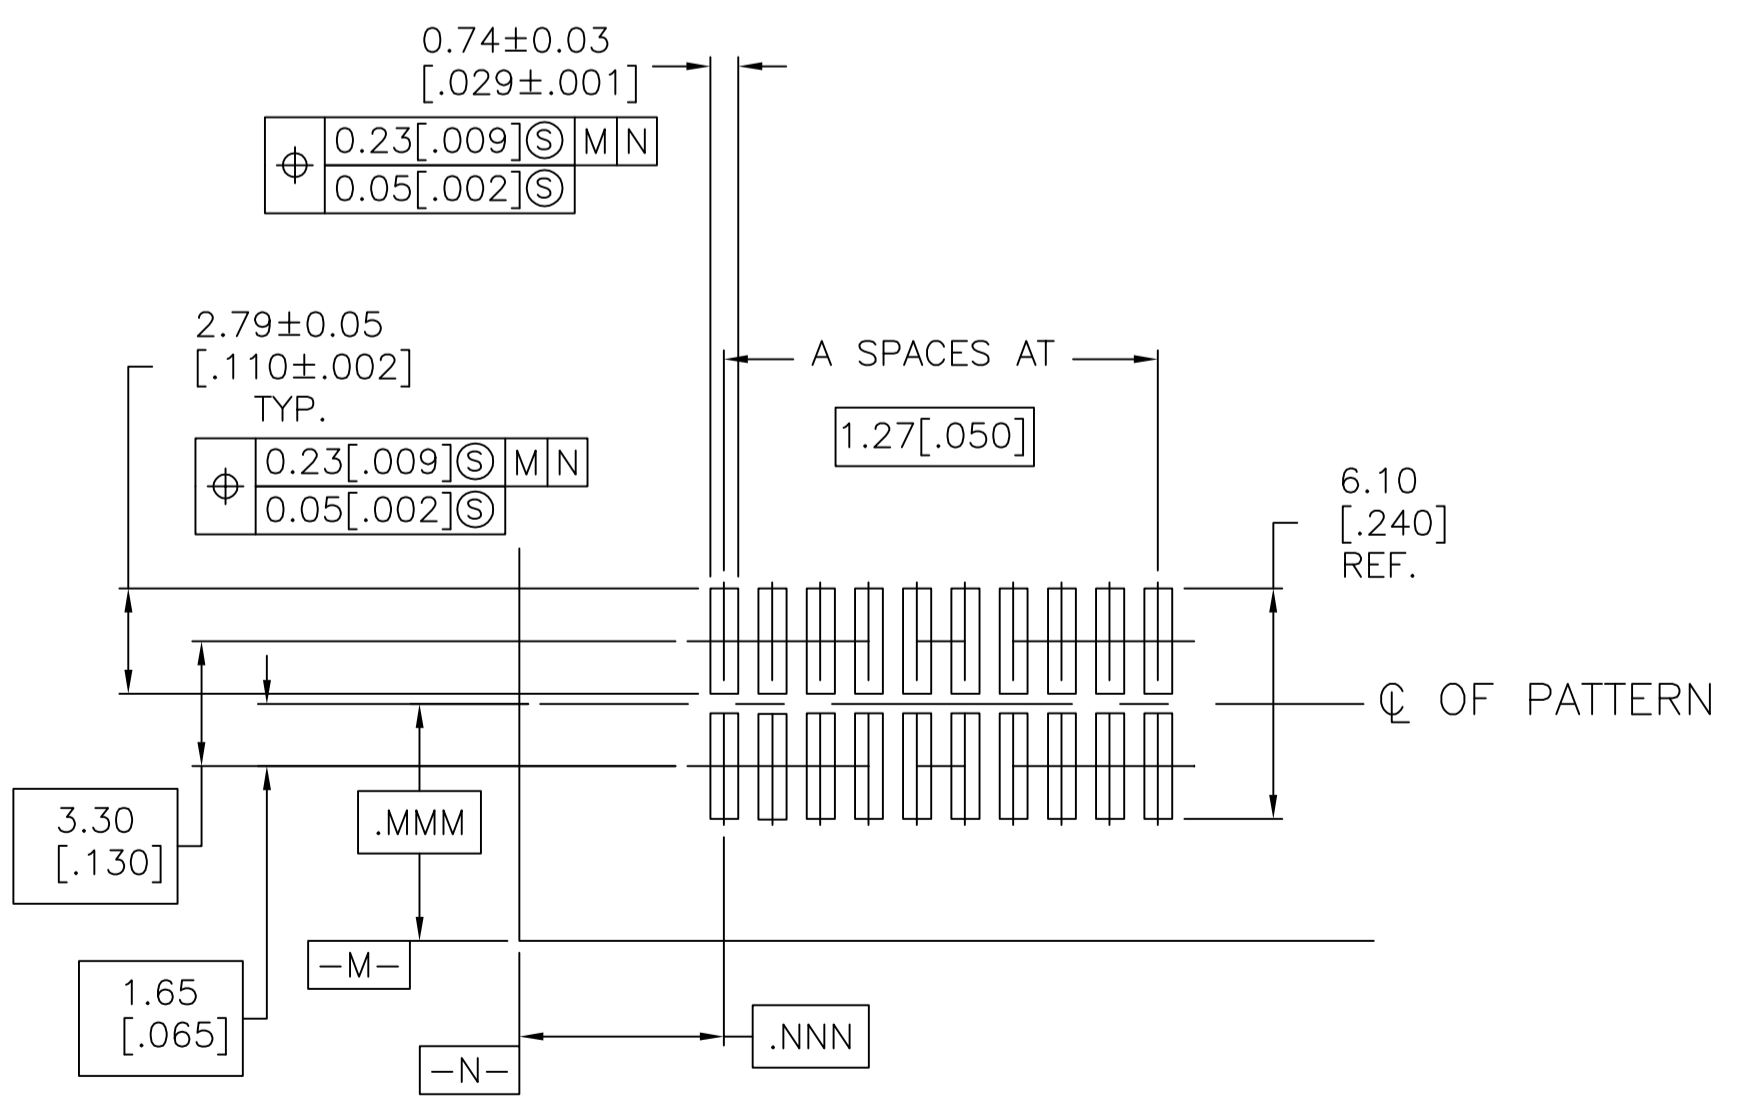 0.74±0.03
[.029±.001]
⌖ 0.23[.009]Ⓢ M N
0.05[.002]Ⓢ
2.79±0.05
[.110±.002]
TYP.
⌖ 0.23[.009]Ⓢ M N
0.05[.002]Ⓢ
A SPACES AT
1.27[.050]
6.10
[.240]
REF.
℄ OF PATTERN
3.30
[.130]
.MMM
-M-
1.65
[.065]
.NNN
-N-